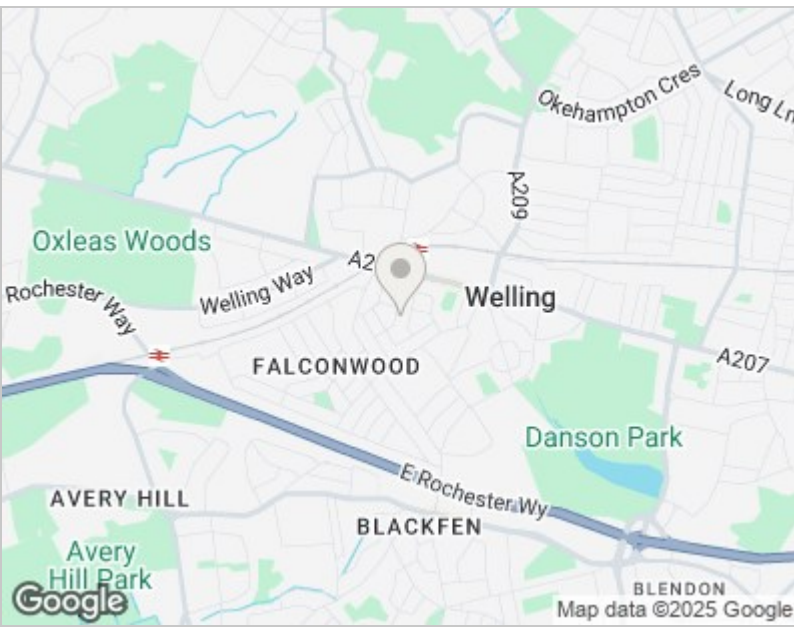 Okehampton Cres
Long Ln
A209
Oxleas Woods
A2
Welling Way
Rochester
Way
Welling
FALCONWOOD
A207
Danson Park
E Rochester Wy
AVERY HILL
BLACKFEN
Avery
Hill Park
BLENDON
Google
Map data ©2025 Google